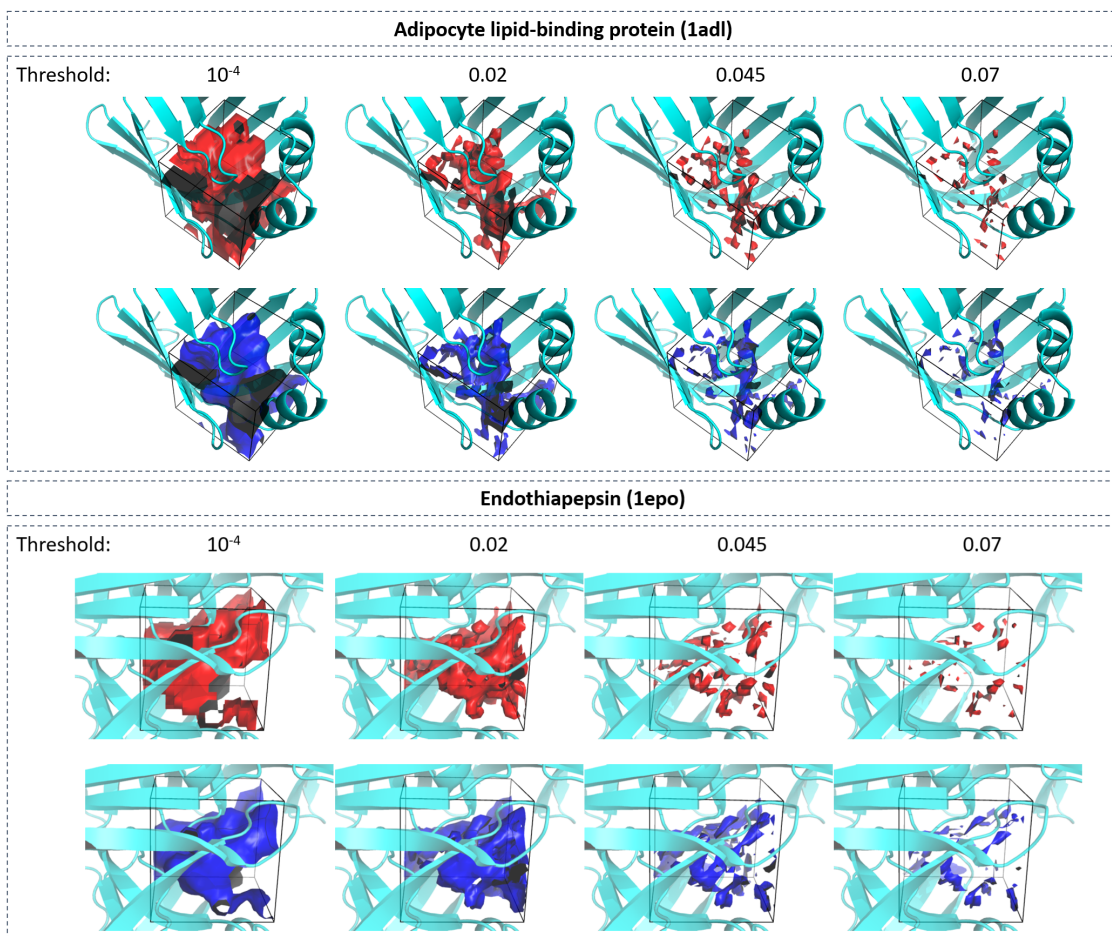 Adipocyte lipid-binding protein (1adl)
Threshold: 10⁻⁴ 0.02 0.045 0.07
Endothiapepsin (1epo)
Threshold: 10⁻⁴ 0.02 0.045 0.07